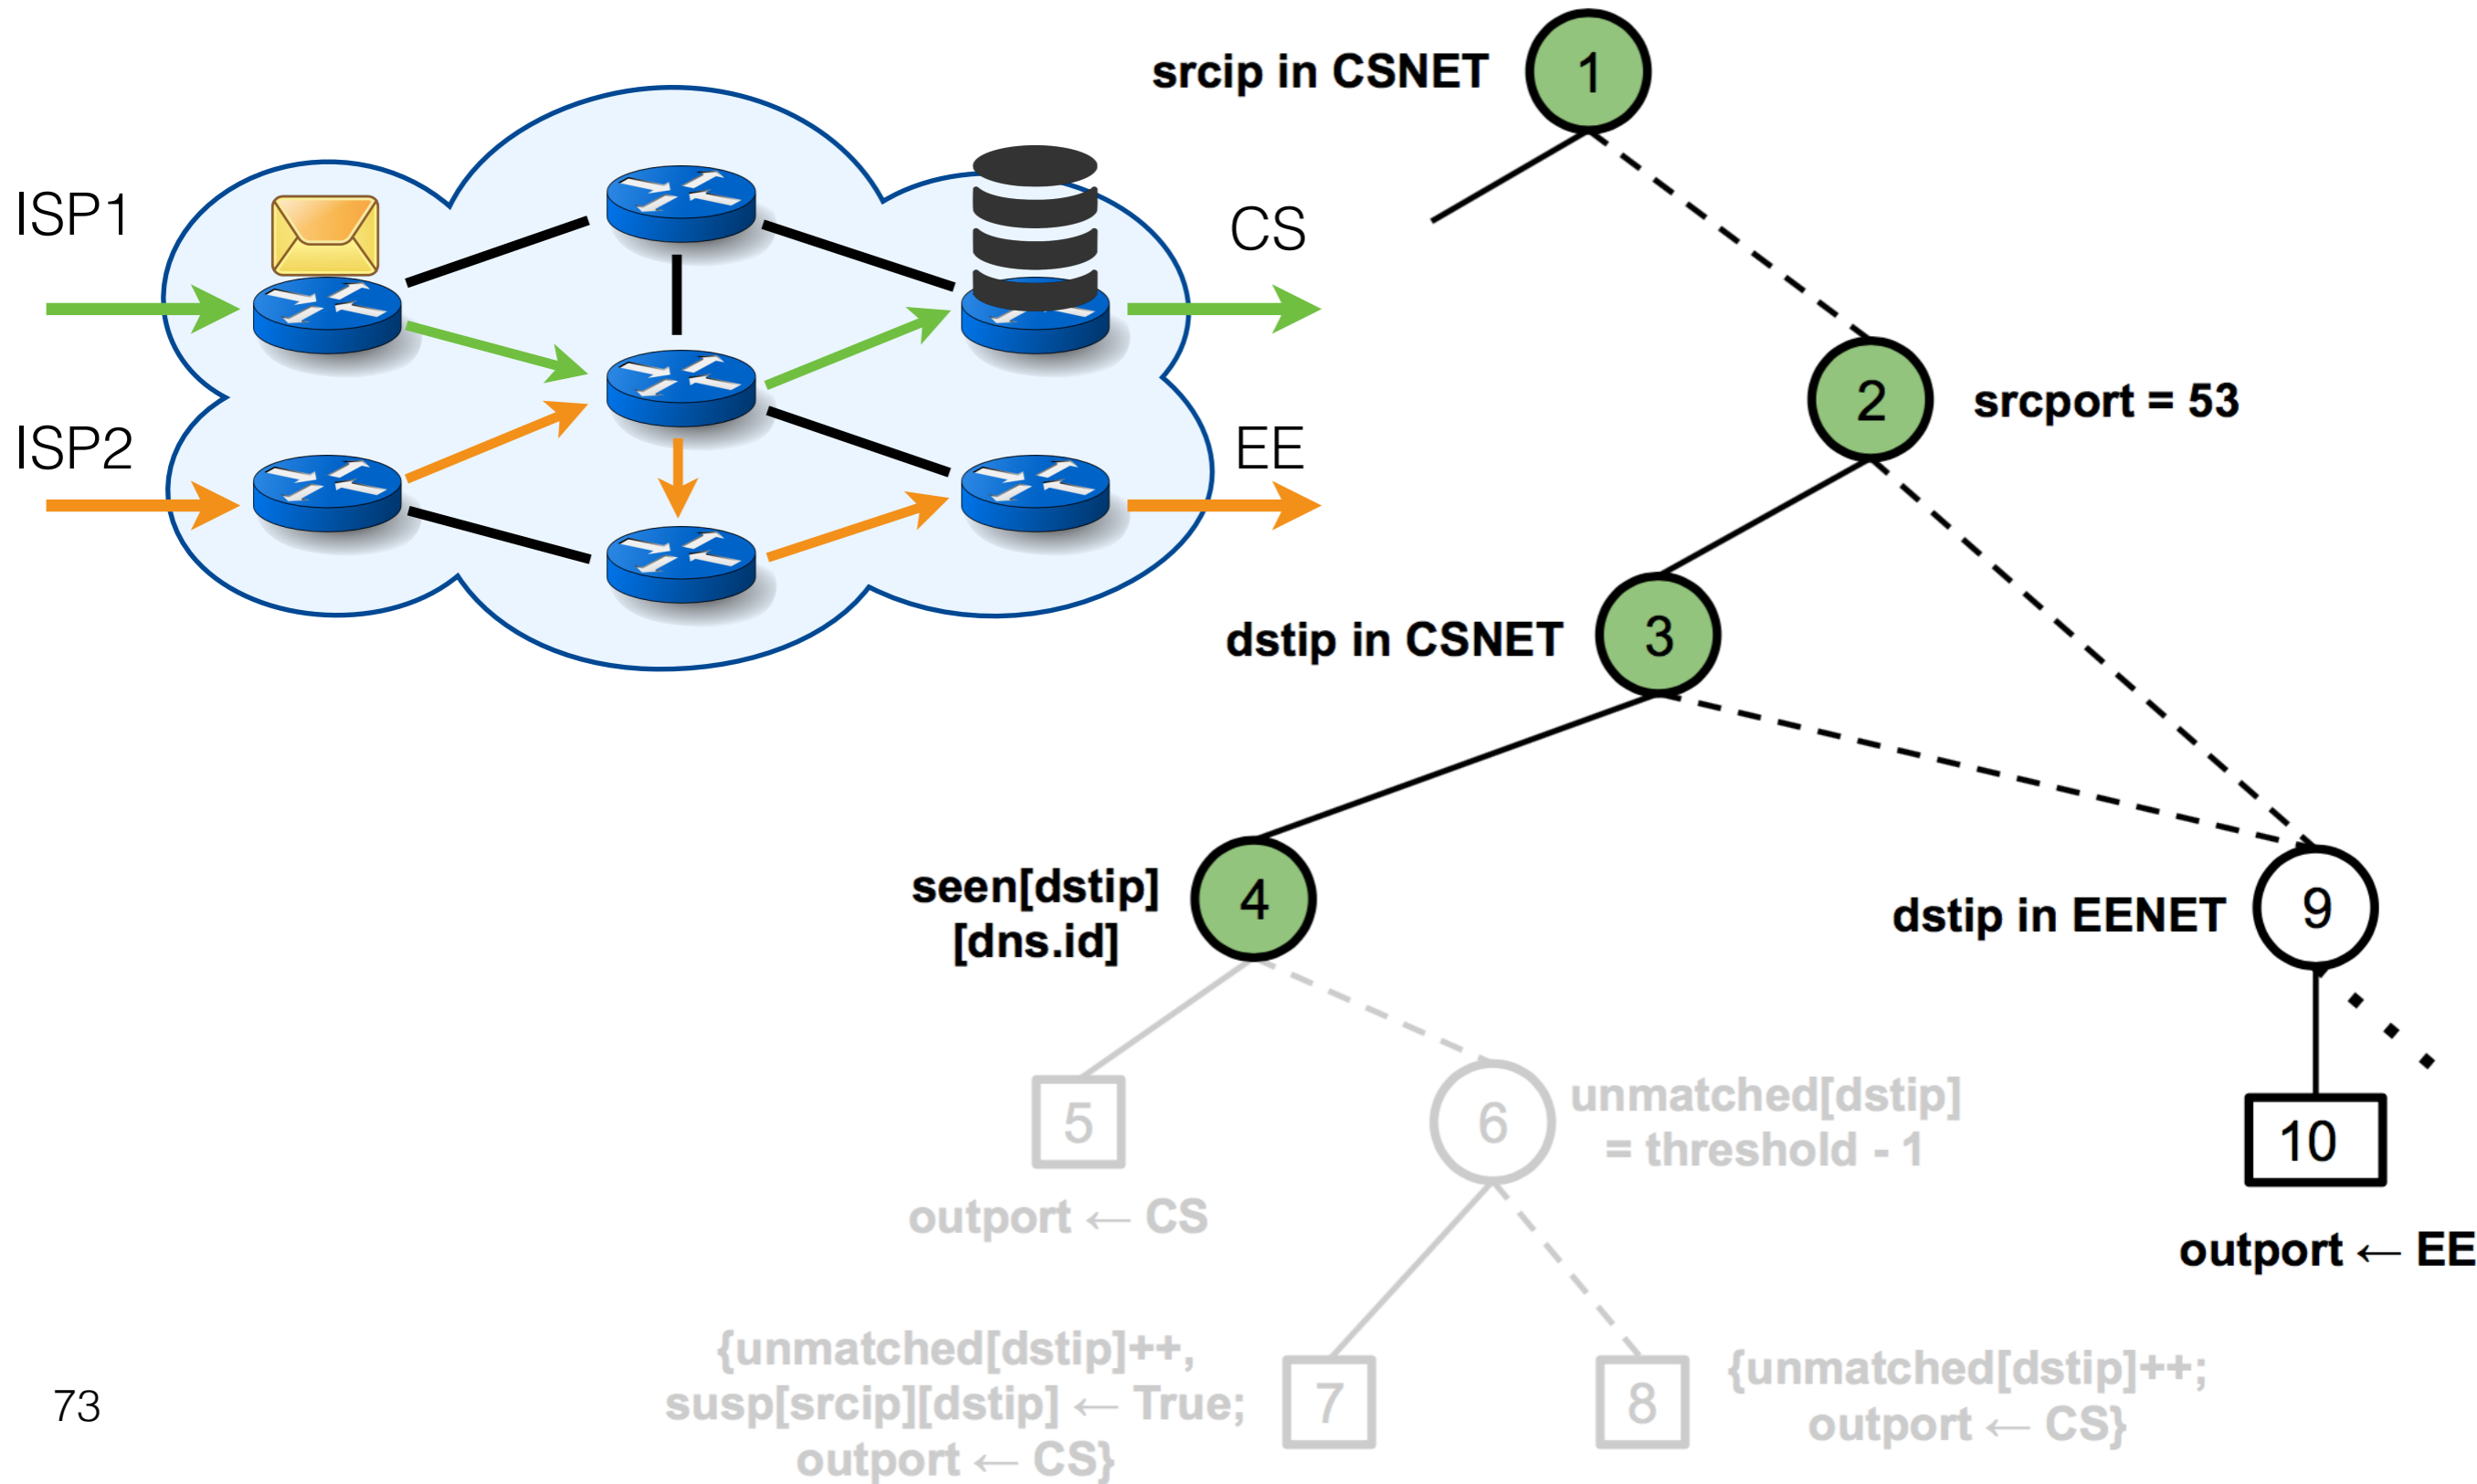 srcip in CSNET
1
ISP1
CS
ISP2
EE
2
srcport = 53
dstip in CSNET
3
seen[dstip]
[dns.id]
4
dstip in EENET
9
5
6
unmatched[dstip]
= threshold - 1
10
outport ← CS
outport ← EE
{unmatched[dstip]++,
susp[srcip][dstip] ← True;
outport ← CS}
7
8
{unmatched[dstip]++;
outport ← CS}
73